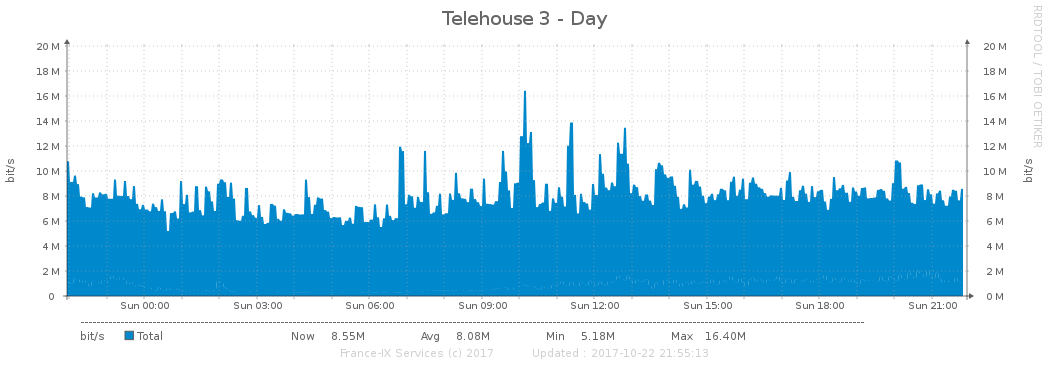 Telehouse 3 - Day
RRDTOOL / TOBI OETIKER
bit/s
bit/s
20 M 20 M
18 M 18 M
16 M 16 M
14 M 14 M
12 M 12 M
10 M 10 M
8 M 8 M
6 M 6 M
4 M 4 M
2 M 2 M
0 0 M
Sun 00:00 Sun 03:00 Sun 06:00 Sun 09:00 Sun 12:00 Sun 15:00 Sun 18:00 Sun 21:00
bit/s Total Now 8.55M Avg 8.08M Min 5.18M Max 16.40M
France-IX Services (c) 2017 Updated : 2017-10-22 21:55:13